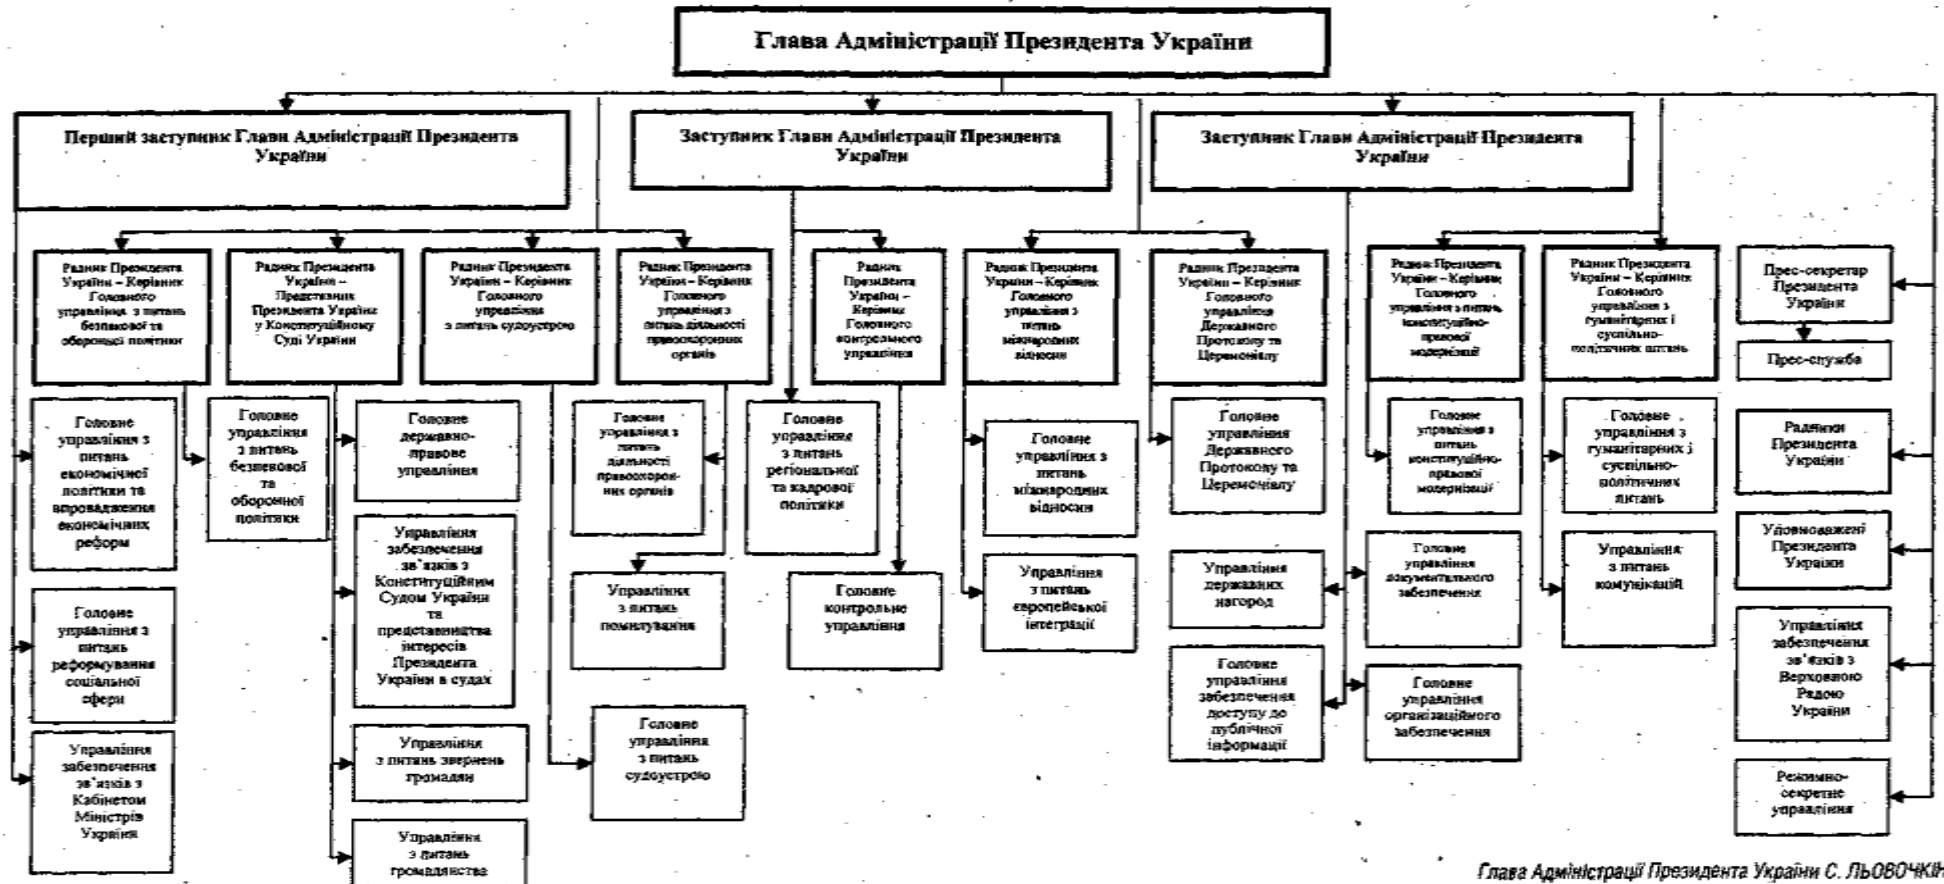 Глава Адміністрації Президента України
Перший заступник Глави Адміністрації Президента
України
Заступник Глави Адміністрації Президента
України
Заступник Глави Адміністрації Президента
України
Радник Президента
України – Керівник
Головного
управління з питань
безпекової та
оборонної політики
Радник Президента
України –
Представник
Президента України
у Конституційному
Суді України
Радник Президента
України – Керівник
Головного
управління
з питань судоустрою
Радник Президента
України – Керівник
Головного
управління з
питань діяльності
правоохоронних
органів
Радник
Президента
України –
Керівник
Головного
контрольного
управління
Радник Президента
України – Керівник
Головного
управління з
питань
міжнародних
відносин
Радник Президента
України – Керівник
Головного
управління
Державного
Протоколу та
Церемоніалу
Радник Президента
України – Керівник
Головного
управління з питань
конституційно-
правової
модернізації
Радник Президента
України – Керівник
Головного
управління з
гуманітарних і
суспільно-
політичних питань
Прес-секретар
Президента
України
Прес-служба
Головне
управління з
питань
економічної
політики та
впровадження
економічних
реформ
Головне
управління
з питань
безпекової
та
оборонної
політики
Головне
державно-
правове
управління
Головне
управління з
питань
діяльності
правоохорон-
них органів
Головне
управління
з питань
регіональної
та кадрової
політики
Головне
управління з
питань
міжнародних
відносин
Головне
управління
Державного
Протоколу та
Церемоніалу
Головне
управління з
питань
конституційно-
правової
модернізації
Головне
управління з
гуманітарних і
суспільно-
політичних
питань
Радники
Президента
України
Управління
забезпечення
зв'язків з
Конституційним
Судом України
та
представництва
інтересів
Президента
України в судах
Управління
з питань
помилування
Головне
контрольне
управління
Управління
з питань
європейської
інтеграції
Управління
державних
нагород
Головне
управління
документального
забезпечення
Управління
з питань
комунікацій
Уповноважені
Президента
України
Головне
управління з
питань
реформування
соціальної
сфери
Головне
управління
забезпечення
доступу до
публічної
інформації
Головне
управління
організаційного
забезпечення
Управління
забезпечення
зв'язків з
Верховною
Радою
України
Управління
забезпечення
зв'язків з
Кабінетом
Міністрів
України
Управління
з питань звернень
громадян
Головне
управління
з питань
судоустрою
Режимно-
секретне
управління
Управління
з питань
громадянства
Глава Адміністрації Президента України С. ЛЬОВОЧКІН